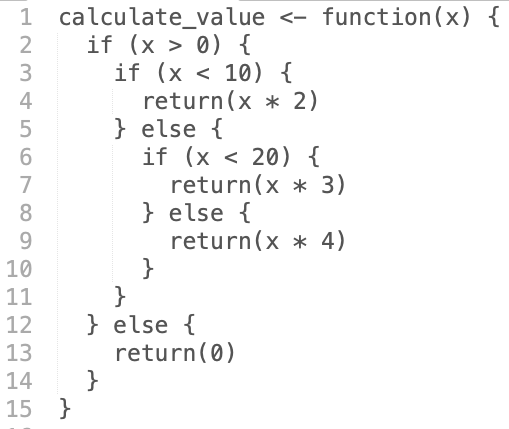 1 calculate_value <- function(x) {
2   if (x > 0) {
3     if (x < 10) {
4       return(x * 2)
5     } else {
6       if (x < 20) {
7         return(x * 3)
8       } else {
9         return(x * 4)
10       }
11     }
12   } else {
13     return(0)
14   }
15 }